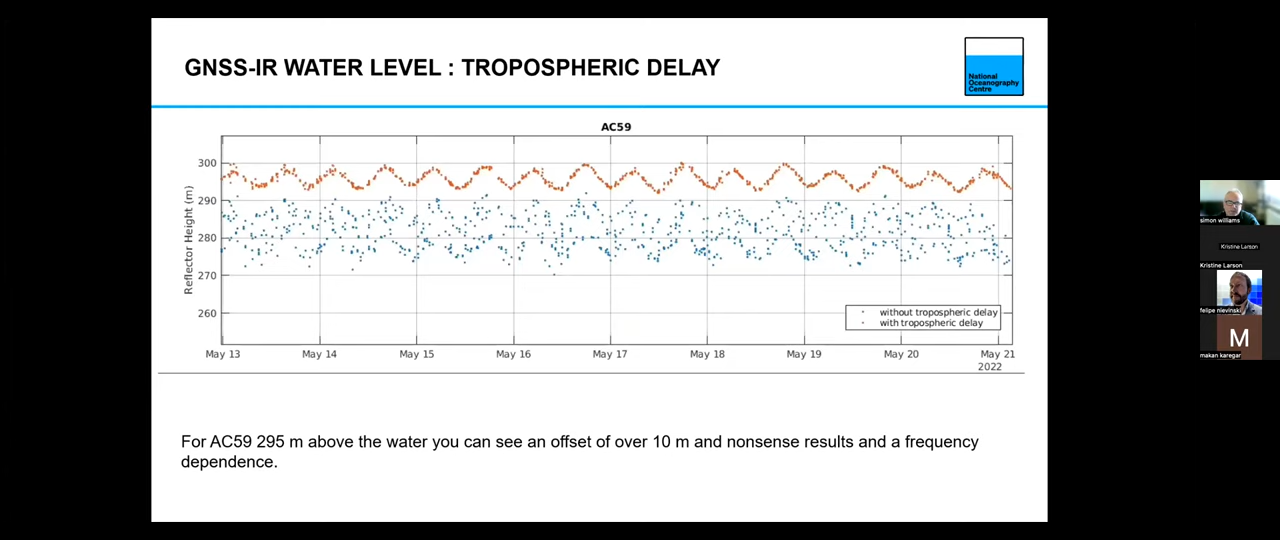 GNSS-IR WATER LEVEL : TROPOSPHERIC DELAY
National
Oceanography
Centre
AC59
Reflector Height (m)
300
290
280
270
260
without tropospheric delay
with tropospheric delay
May 13
May 14
May 15
May 16
May 17
May 18
May 19
May 20
May 21
2022
For AC59 295 m above the water you can see an offset of over 10 m and nonsense results and a frequency
dependence.
simon williams
Kristine Larson
Kristine Larson
felipe nievinski
M
makan karegar